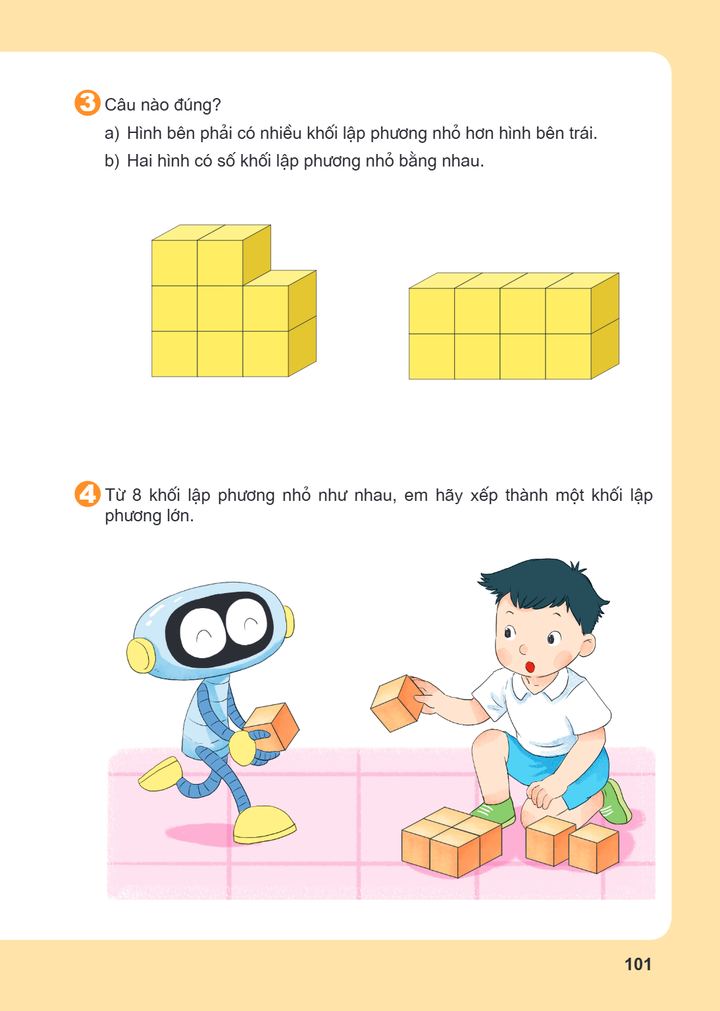 3 Câu nào đúng?
a) Hình bên phải có nhiều khối lập phương nhỏ hơn hình bên trái.
b) Hai hình có số khối lập phương nhỏ bằng nhau.
4 Từ 8 khối lập phương nhỏ như nhau, em hãy xếp thành một khối lập
phương lớn.
101